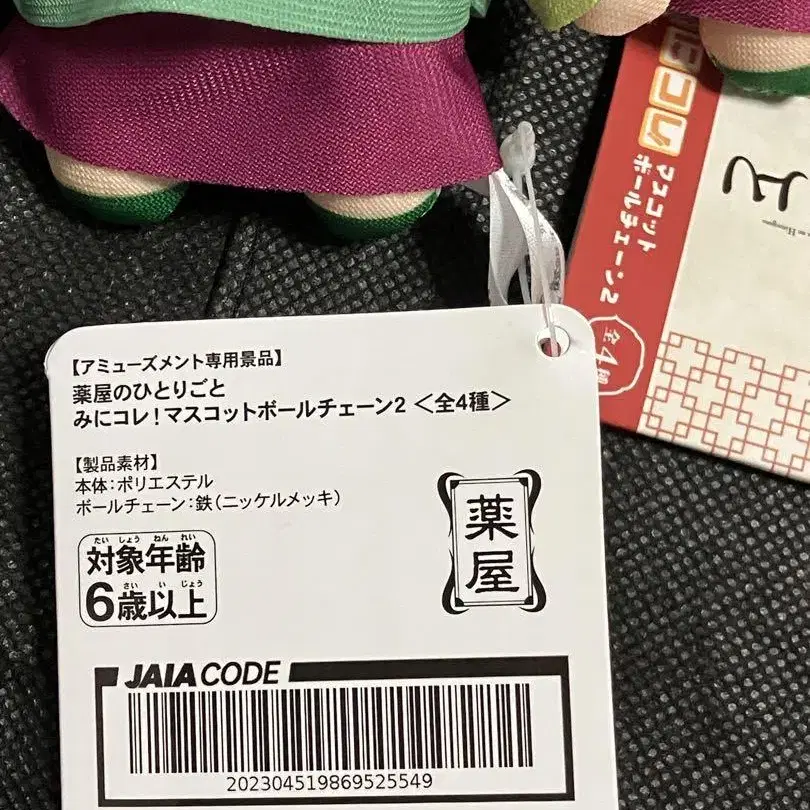 【アミューズメント専用景品】
薬屋のひとりごと
みにコレ!マスコットボールチェーン2 <全4種>
【製品素材】
本体:ポリエステル
ボールチェーン:鉄(ニッケルメッキ)
たいしょうねんれい
対象年齢
さいいじょう
6歳以上
薬屋
JAIA CODE
202304519869525549
にコレ
マスコット
ボールチェーン2
全4種